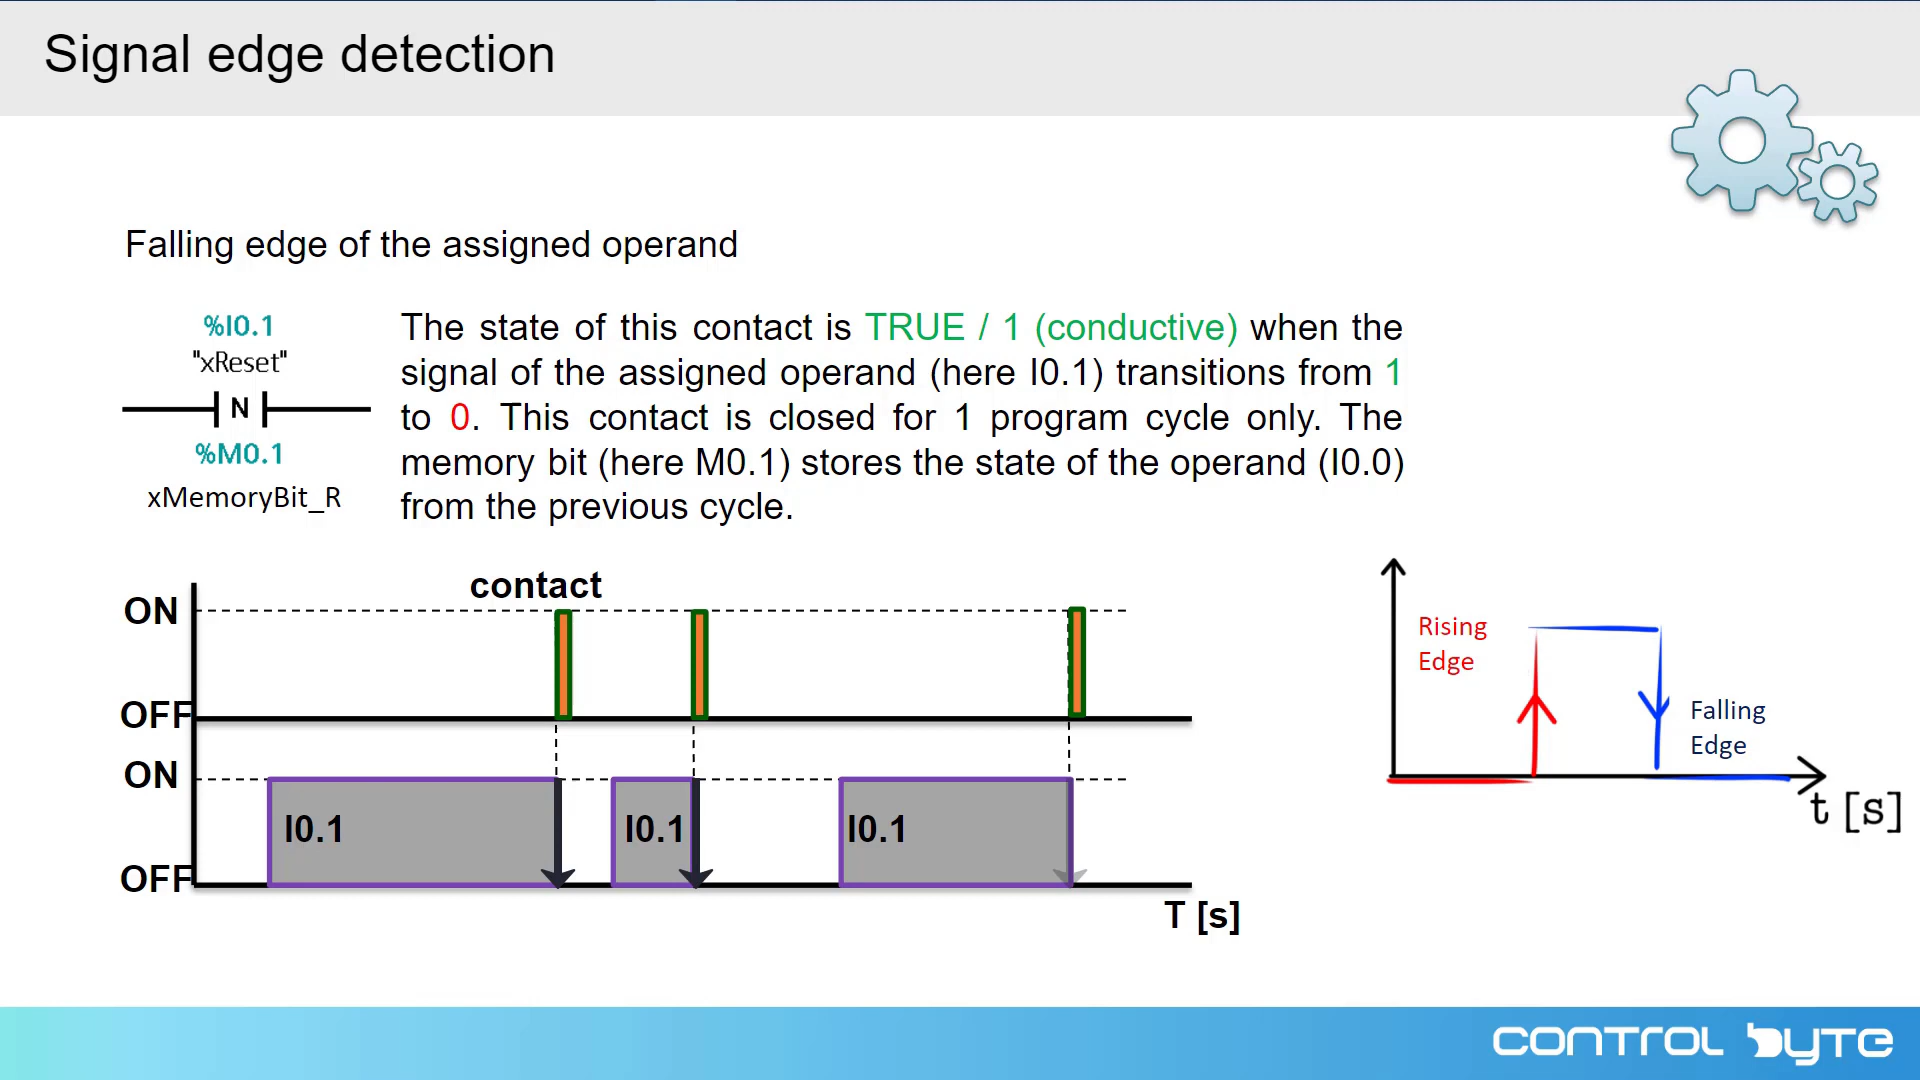 Signal edge detection
Falling edge of the assigned operand
%I0.1
"xReset"
N
%M0.1
xMemoryBit_R
The state of this contact is TRUE / 1 (conductive) when the
signal of the assigned operand (here I0.1) transitions from 1
to 0. This contact is closed for 1 program cycle only. The
memory bit (here M0.1) stores the state of the operand (I0.0)
from the previous cycle.
contact
ON
OFF
ON
I0.1 I0.1 I0.1
OFF
T [s]
Rising
Edge
Falling
Edge
t [s]
CONTROL BYTE